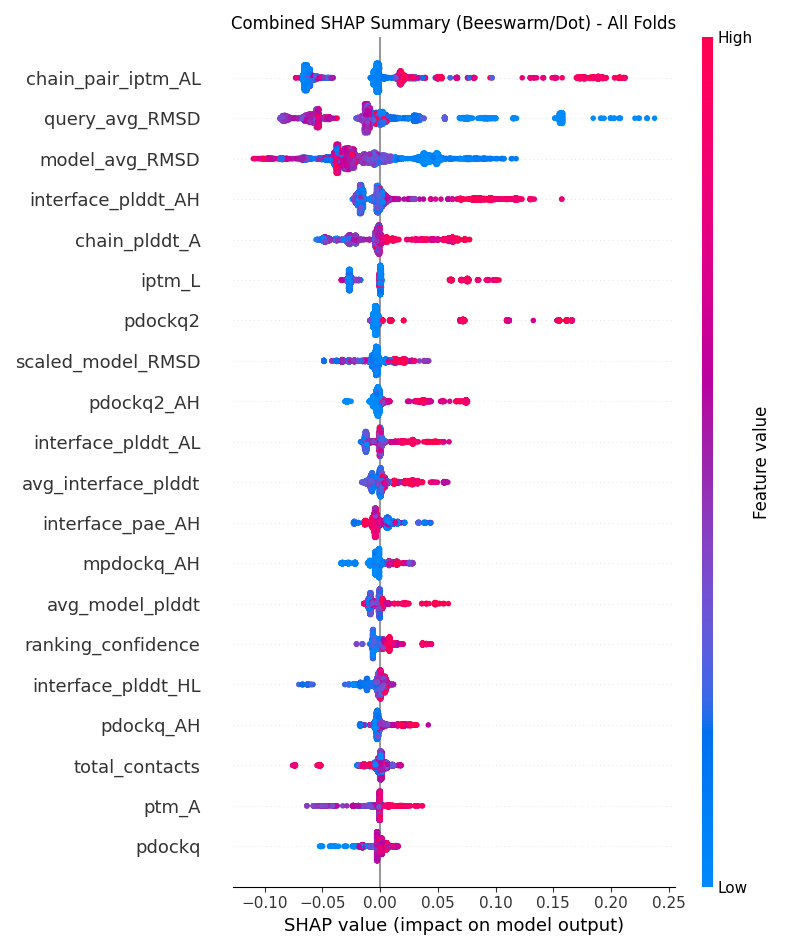 Combined SHAP Summary (Beeswarm/Dot) - All Folds
High
chain_pair_iptm_AL
query_avg_RMSD
model_avg_RMSD
interface_plddt_AH
chain_plddt_A
iptm_L
pdockq2
scaled_model_RMSD
pdockq2_AH
interface_plddt_AL
avg_interface_plddt
interface_pae_AH
mpdockq_AH
avg_model_plddt
ranking_confidence
interface_plddt_HL
pdockq_AH
total_contacts
ptm_A
pdockq
Feature value
Low
−0.10 −0.05 0.00 0.05 0.10 0.15 0.20 0.25
SHAP value (impact on model output)